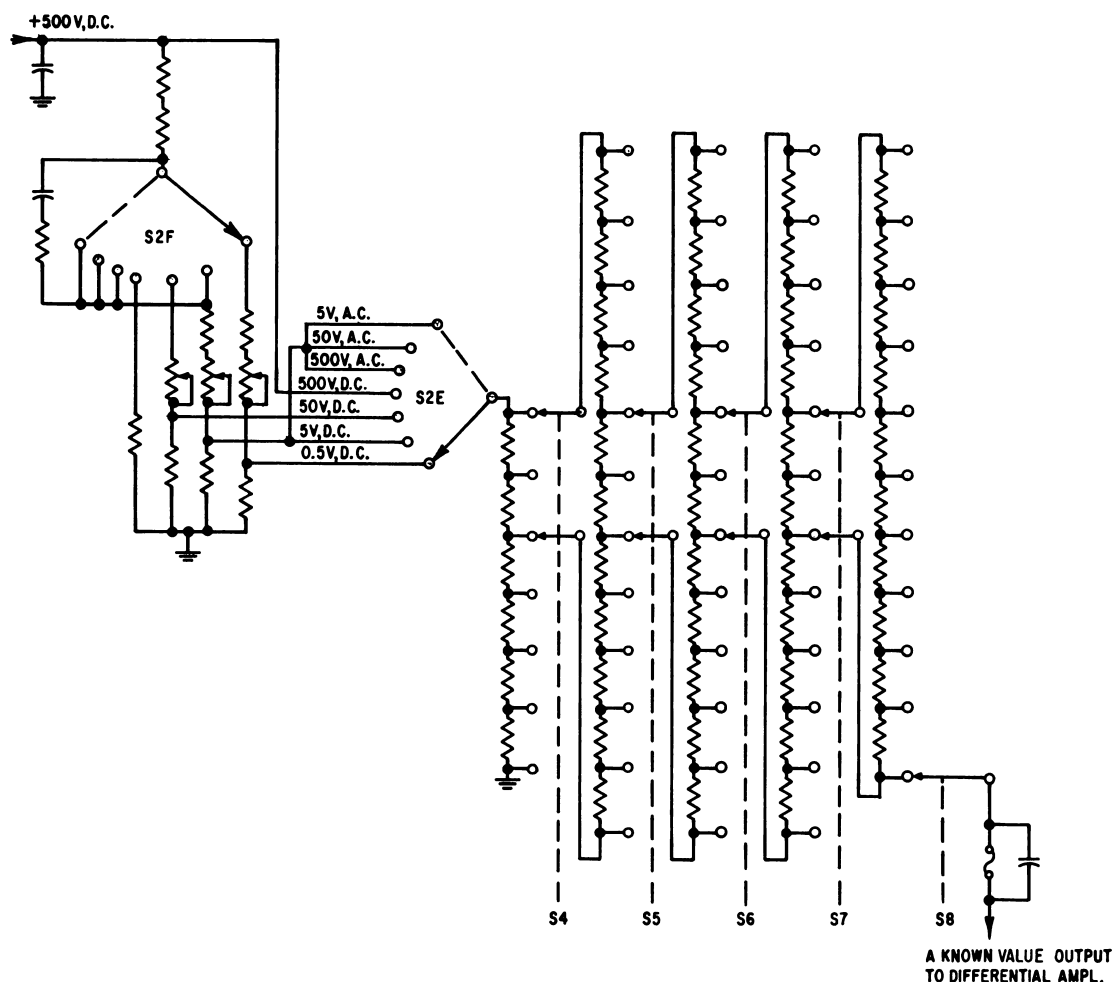 +500V, D.C.
S2F
5V, A.C.
50V, A.C.
500V, A.C.
500V, D.C.
S2E
50V, D.C.
5V, D.C.
0.5V, D.C.
S4
S5
S6
S7
S8
A KNOWN VALUE OUTPUT
TO DIFFERENTIAL AMPL.